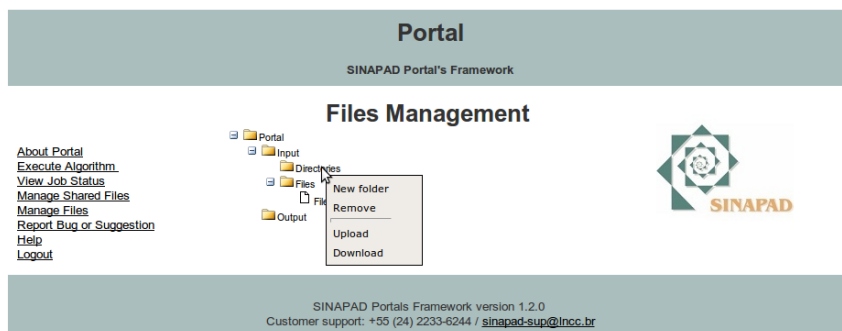 Portal
SINAPAD Portal's Framework
Files Management
About Portal
Execute Algorithm
View Job Status
Manage Shared Files
Manage Files
Report Bug or Suggestion
Help
Logout
Portal
Input
Directories
Files
File
Output
New folder
Remove
Upload
Download
SINAPAD
SINAPAD Portals Framework version 1.2.0
Customer support: +55 (24) 2233-6244 / sinapad-sup@lncc.br